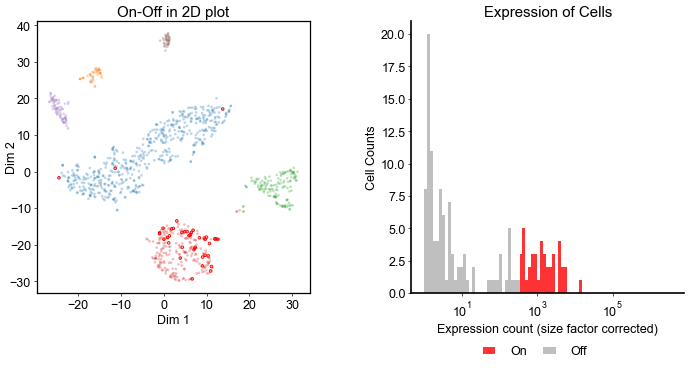 On-Off in 2D plot
40
30
20
10
0
−10
−20
−30
Dim 2
−20 −10 0 10 20 30
Dim 1
Expression of Cells
20.0
17.5
15.0
12.5
10.0
7.5
5.0
2.5
0.0
Cell Counts
10¹ 10³ 10⁵
Expression count (size factor corrected)
On Off